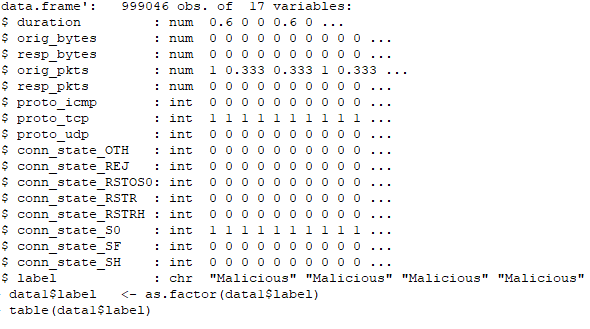 data.frame':   999046 obs. of  17 variables:
$ duration         : num  0.6 0 0 0.6 0 ...
$ orig_bytes       : num  0 0 0 0 0 0 0 0 0 0 ...
$ resp_bytes       : num  0 0 0 0 0 0 0 0 0 0 ...
$ orig_pkts        : num  1 0.333 0.333 1 0.333 ...
$ resp_pkts        : num  0 0 0 0 0 0 0 0 0 0 ...
$ proto_icmp       : int  0 0 0 0 0 0 0 0 0 0 ...
$ proto_tcp        : int  1 1 1 1 1 1 1 1 1 1 ...
$ proto_udp        : int  0 0 0 0 0 0 0 0 0 0 ...
$ conn_state_OTH   : int  0 0 0 0 0 0 0 0 0 0 ...
$ conn_state_REJ   : int  0 0 0 0 0 0 0 0 0 0 ...
$ conn_state_RSTOS0: int  0 0 0 0 0 0 0 0 0 0 ...
$ conn_state_RSTR  : int  0 0 0 0 0 0 0 0 0 0 ...
$ conn_state_RSTRH : int  0 0 0 0 0 0 0 0 0 0 ...
$ conn_state_S0    : int  1 1 1 1 1 1 1 1 1 1 ...
$ conn_state_SF    : int  0 0 0 0 0 0 0 0 0 0 ...
$ conn_state_SH    : int  0 0 0 0 0 0 0 0 0 0 ...
$ label            : chr  "Malicious" "Malicious" "Malicious" "Malicious"
data1$label   <- as.factor(data1$label)
table(data1$label)